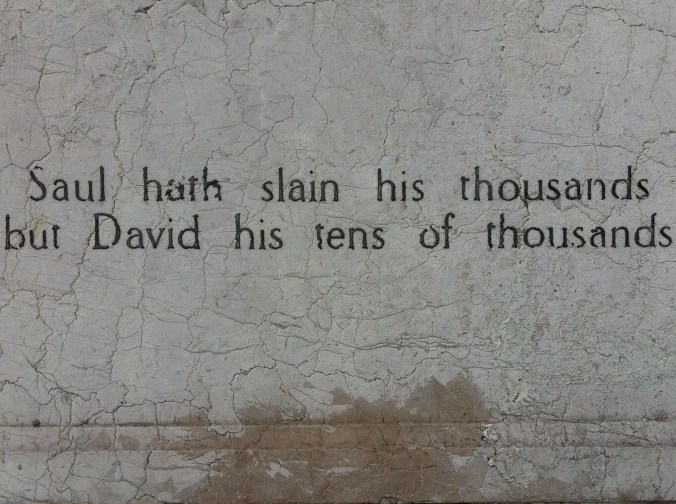 Saul hath slain his thousands
but David his tens of thousands